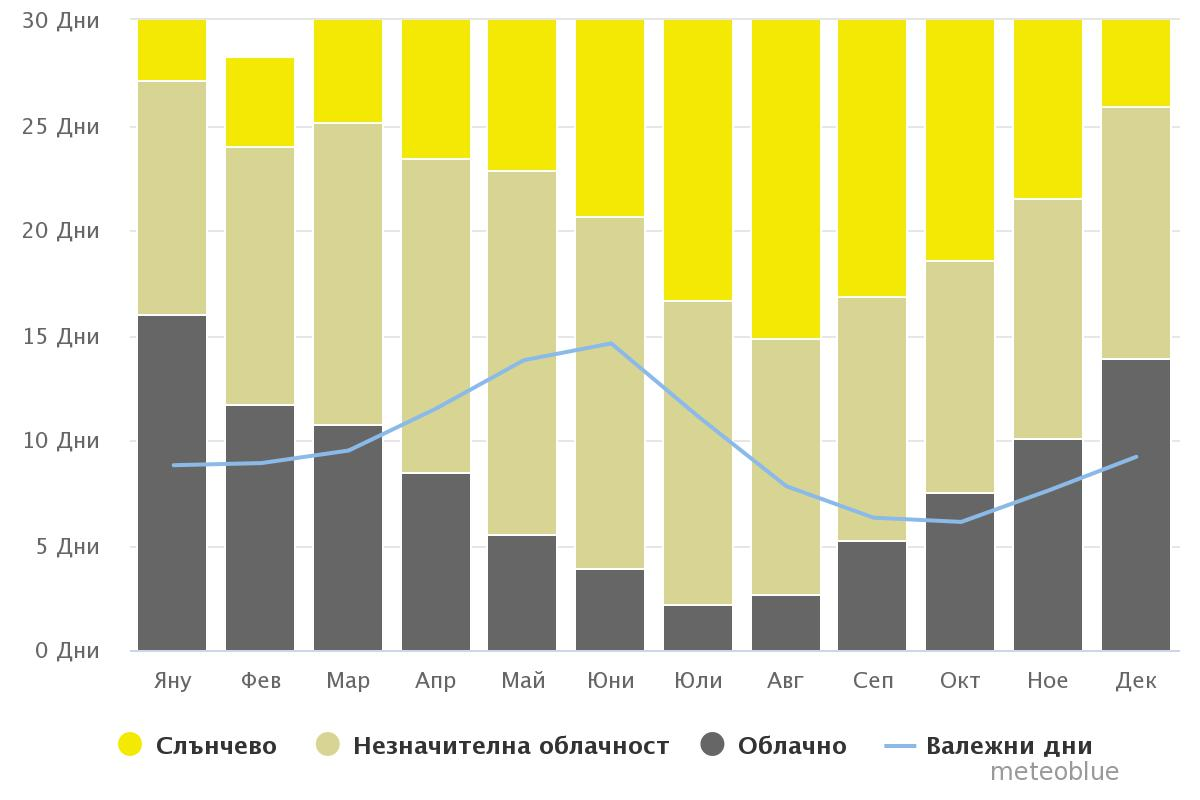 30 Дни
25 Дни
20 Дни
15 Дни
10 Дни
5 Дни
0 Дни
Яну Фев Мар Апр Май Юни Юли Авг Сеп Окт Ное Дек
Слънчево Незначителна облачност Облачно Валежни дни
meteoblue